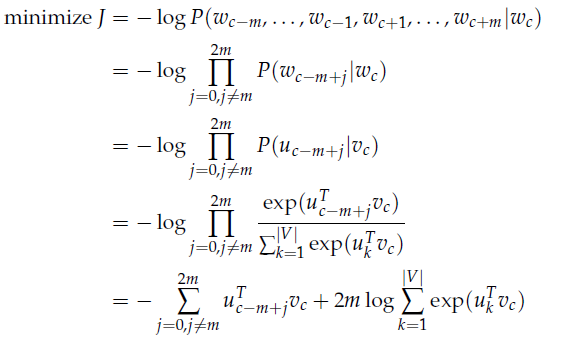 minimize J = − log P(w_{c−m}, . . . , w_{c−1}, w_{c+1}, . . . , w_{c+m}|w_c)
= − log ∏_{j=0,j≠m}^{2m} P(w_{c−m+j}|w_c)
= − log ∏_{j=0,j≠m}^{2m} P(u_{c−m+j}|v_c)
= − log ∏_{j=0,j≠m}^{2m} \frac{exp(u_{c−m+j}^T v_c)}{∑_{k=1}^{|V|} exp(u_k^T v_c)}
= − ∑_{j=0,j≠m}^{2m} u_{c−m+j}^T v_c + 2m log ∑_{k=1}^{|V|} exp(u_k^T v_c)